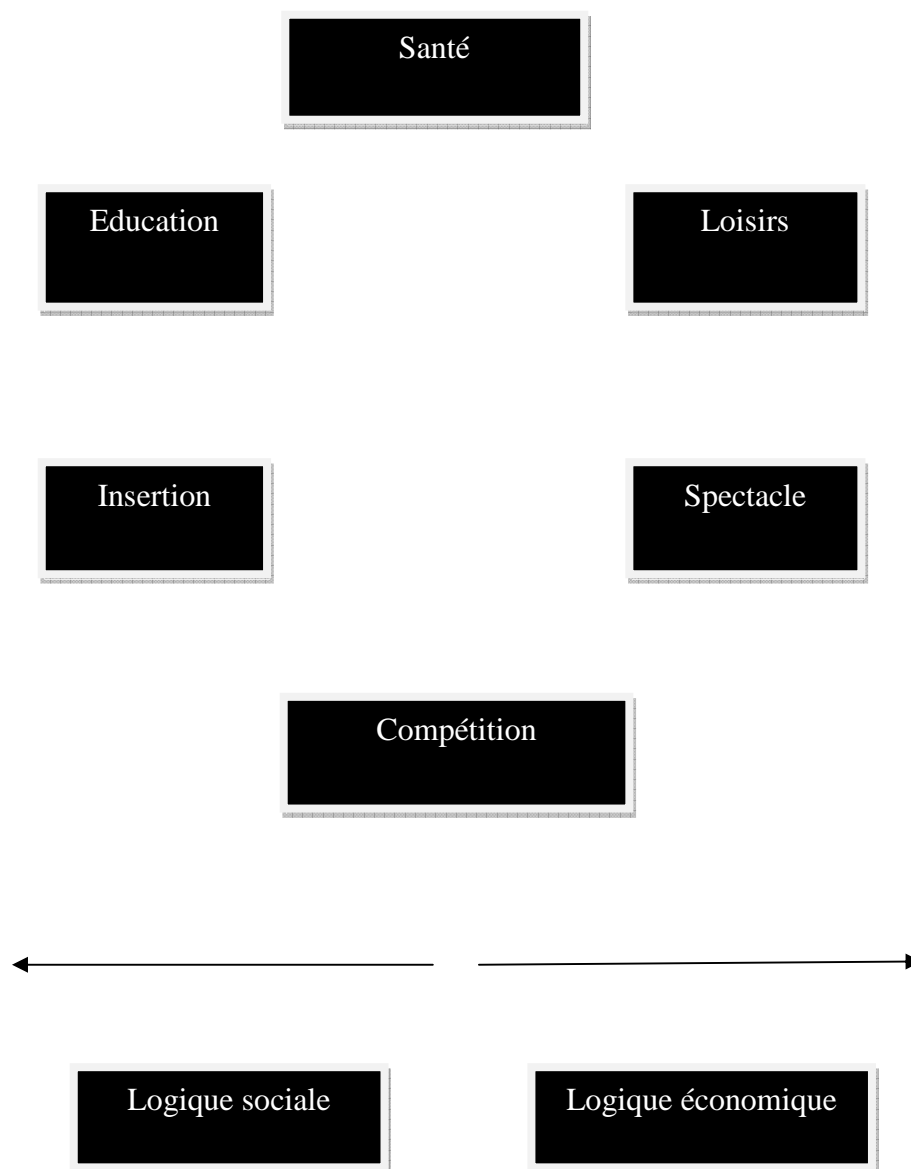 Santé
Education
Loisirs
Insertion
Spectacle
Compétition
Logique sociale
Logique économique